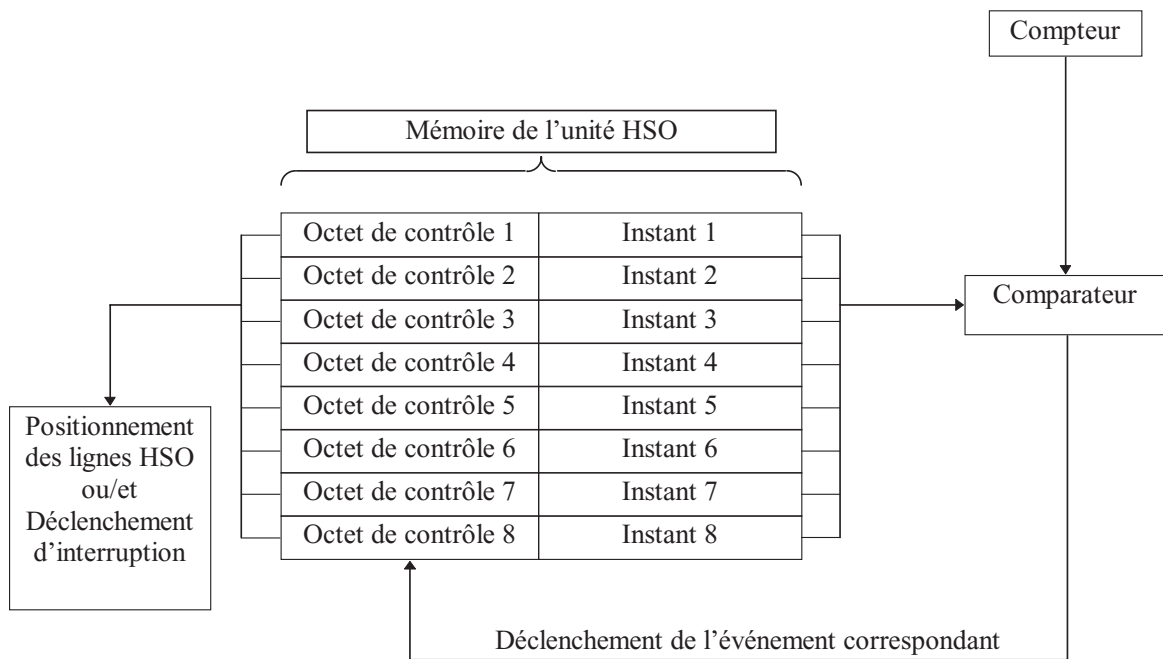 Compteur
Mémoire de l’unité HSO
Octet de contrôle 1 Instant 1
Octet de contrôle 2 Instant 2
Octet de contrôle 3 Instant 3
Octet de contrôle 4 Instant 4
Octet de contrôle 5 Instant 5
Octet de contrôle 6 Instant 6
Octet de contrôle 7 Instant 7
Octet de contrôle 8 Instant 8
Comparateur
Positionnement
des lignes HSO
ou/et
Déclenchement
d’interruption
Déclenchement de l’événement correspondant